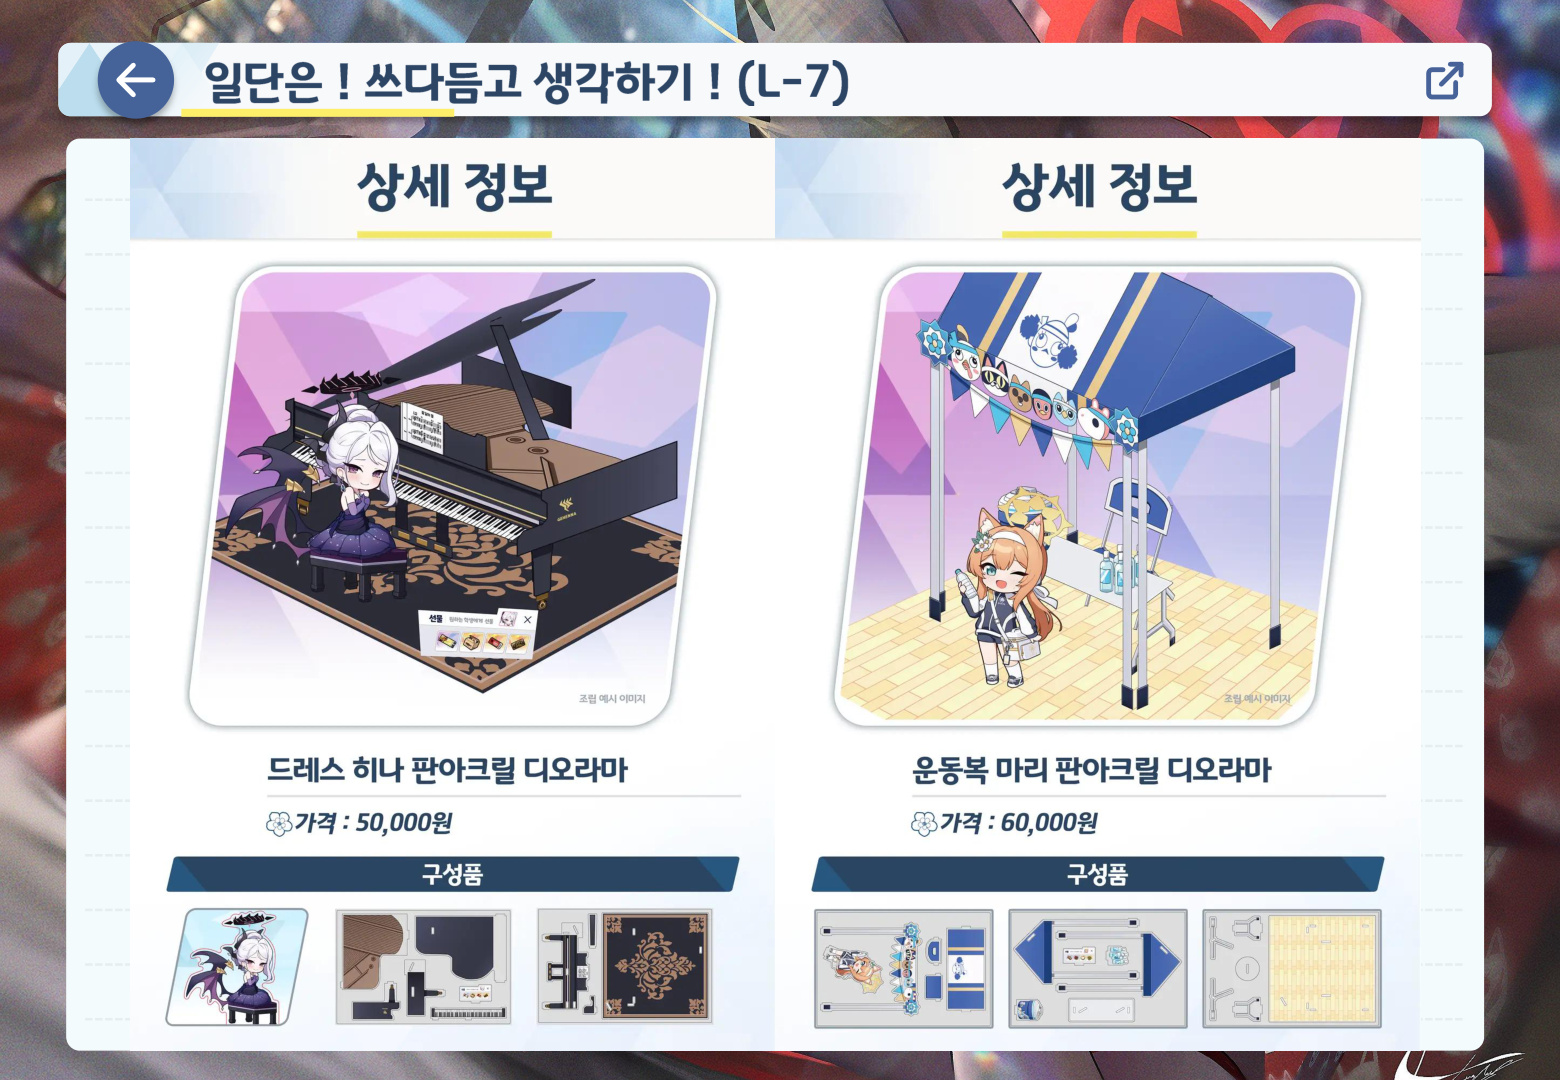 일단은 ! 쓰다듬고 생각하기 ! (L-7)
상세 정보
GEHENNA
선물
조립 예시 이미지
드레스 히나 판아크릴 디오라마
가격 : 50,000원
구성품
상세 정보
조립 예시 이미지
운동복 마리 판아크릴 디오라마
가격 : 60,000원
구성품